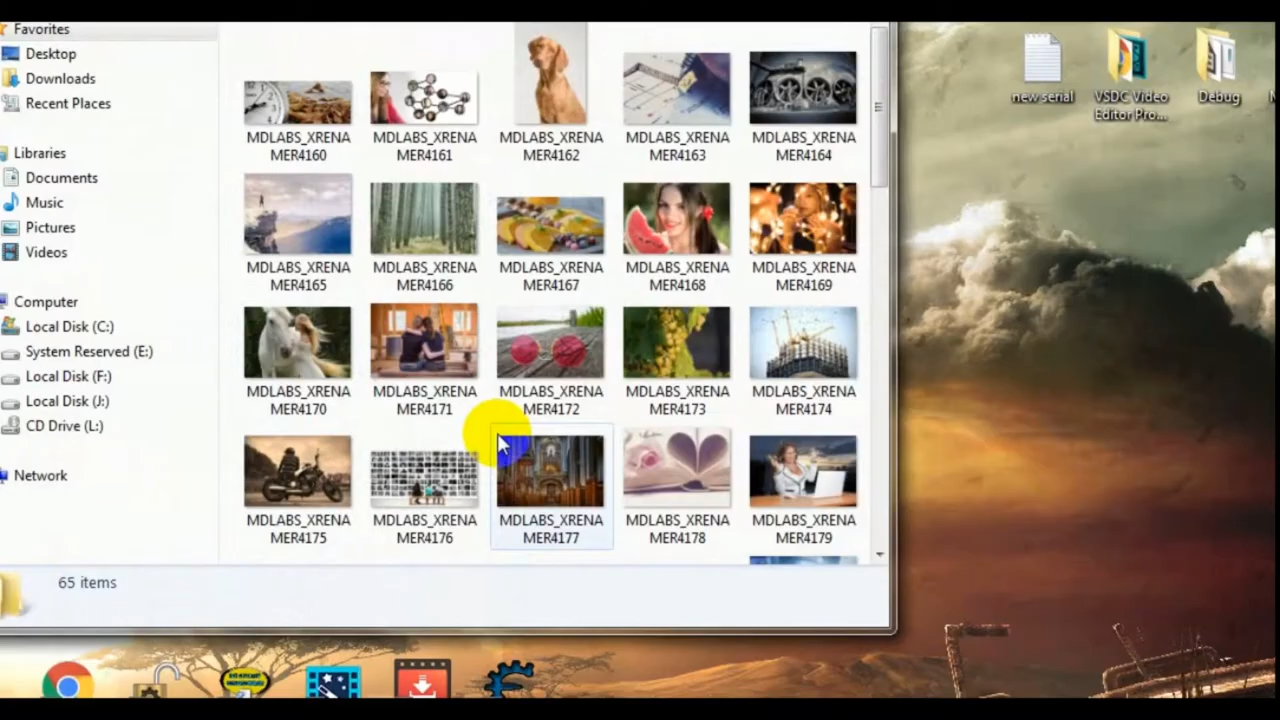 Favorites
Desktop
Downloads
Recent Places
Libraries
Documents
Music
Pictures
Videos
Computer
Local Disk (C:)
System Reserved (E:)
Local Disk (F:)
Local Disk (J:)
CD Drive (L:)
Network
MDLABS_XRENA MDLABS_XRENA MDLABS_XRENA MDLABS_XRENA MDLABS_XRENA
MER4160 MER4161 MER4162 MER4163 MER4164
MDLABS_XRENA MDLABS_XRENA MDLABS_XRENA MDLABS_XRENA MDLABS_XRENA
MER4165 MER4166 MER4167 MER4168 MER4169
MDLABS_XRENA MDLABS_XRENA MDLABS_XRENA MDLABS_XRENA MDLABS_XRENA
MER4170 MER4171 MER4172 MER4173 MER4174
MDLABS_XRENA MDLABS_XRENA MDLABS_XRENA MDLABS_XRENA MDLABS_XRENA
MER4175 MER4176 MER4177 MER4178 MER4179
65 items
new serial
VSDC Video
Editor Pro...
Debug